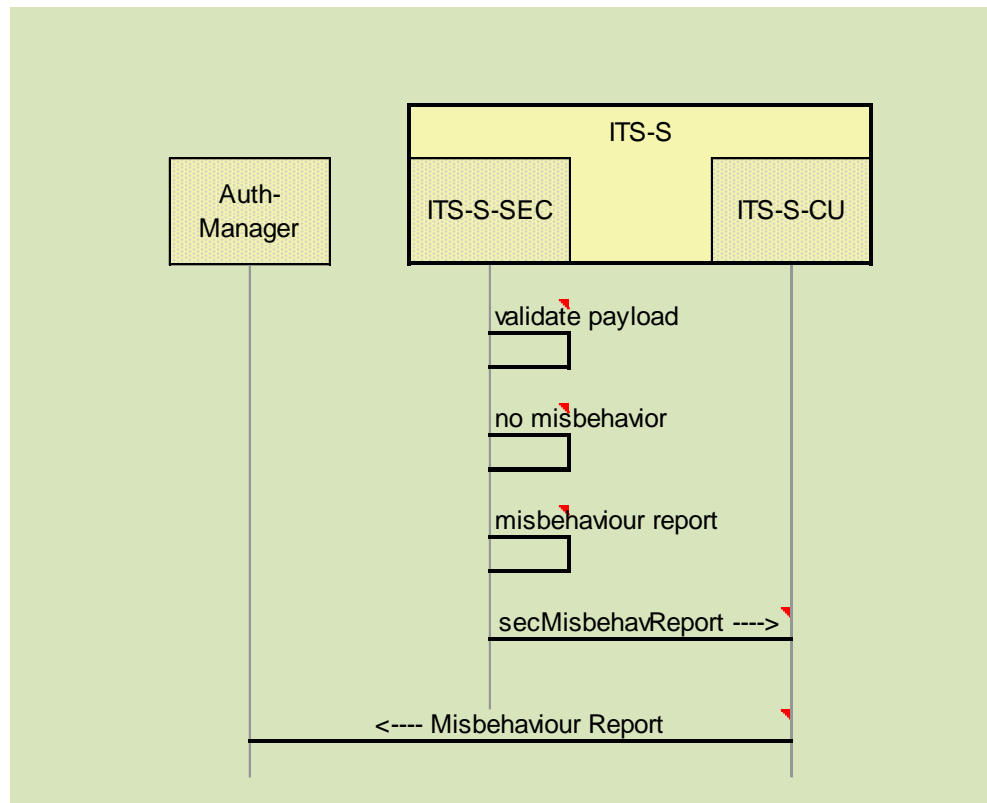 ITS-S
Auth-
Manager
ITS-S-SEC
ITS-S-CU
validate payload
no misbehavior
misbehaviour report
secMisbehavReport ---->
<---- Misbehaviour Report